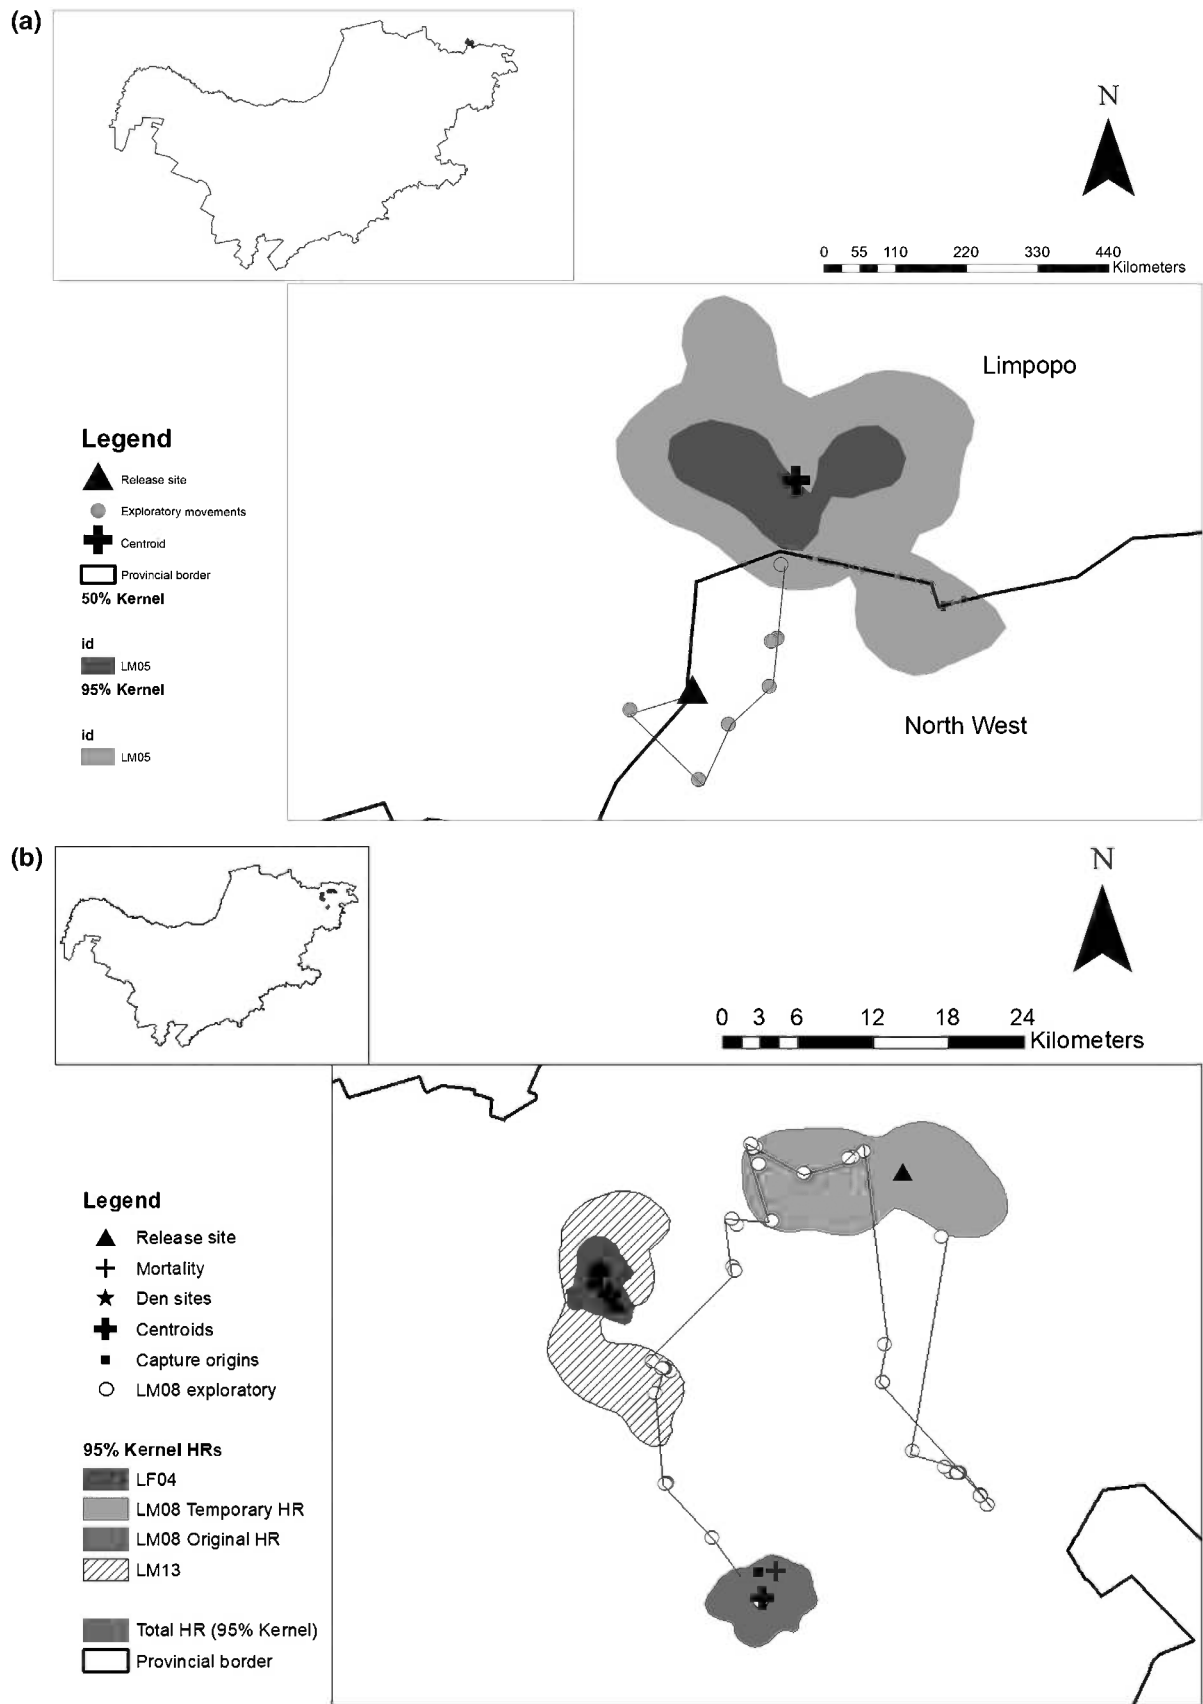 (a)
N
0 55 110 220 330 440
Kilometers
Limpopo
Legend
Release site
Exploratory movements
Centroid
Provincial border
50% Kernel
id
LM05
95% Kernel
id
LM05
North West
(b)
N
0 3 6 12 18 24
Kilometers
Legend
Release site
Mortality
Den sites
Centroids
Capture origins
LM08 exploratory
95% Kernel HRs
LF04
LM08 Temporary HR
LM08 Original HR
LM13
Total HR (95% Kernel)
Provincial border